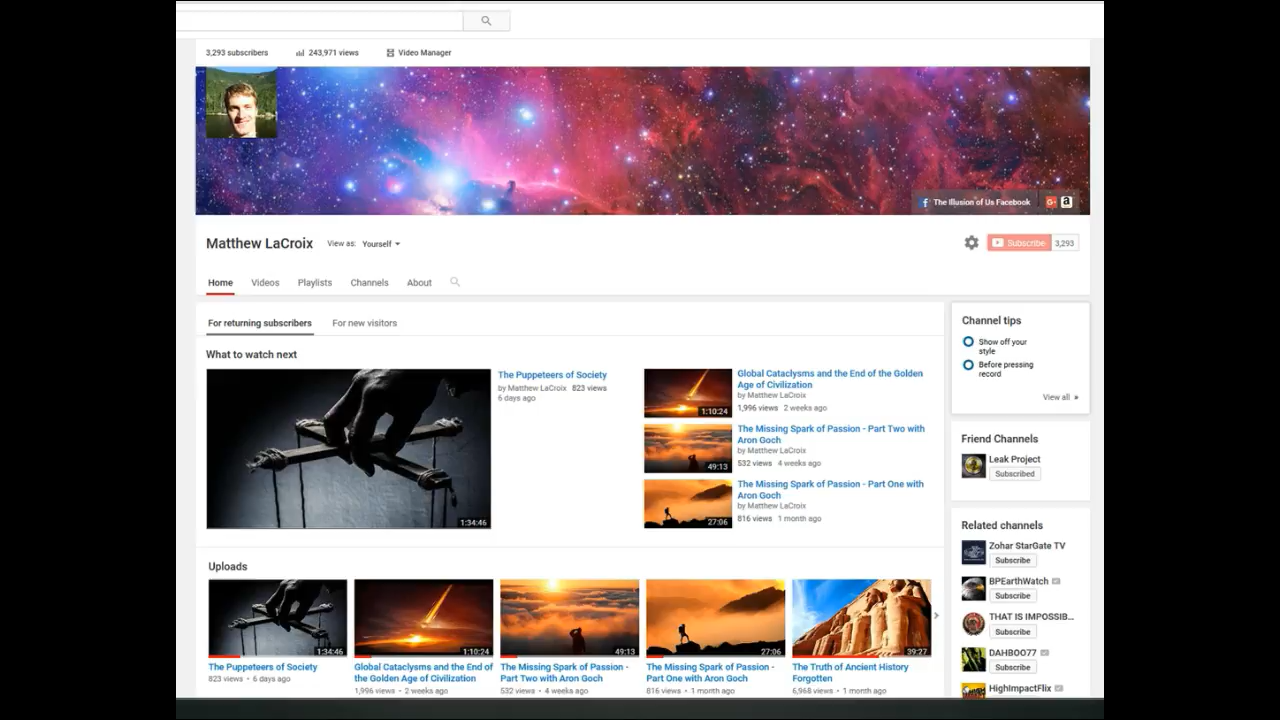 3,293 subscribers
243,971 views
Video Manager
The Illusion of Us Facebook
G+
a
Matthew LaCroix
View as: Yourself
Subscribe 3,293
Home Videos Playlists Channels About
For returning subscribers
For new visitors
What to watch next
1:34:46
The Puppeteers of Society
by Matthew LaCroix 823 views
6 days ago
1:10:24
Global Cataclysms and the End of the Golden
Age of Civilization
by Matthew LaCroix
1,996 views 2 weeks ago
49:13
The Missing Spark of Passion - Part Two with
Aron Goch
by Matthew LaCroix
532 views 4 weeks ago
27:06
The Missing Spark of Passion - Part One with
Aron Goch
by Matthew LaCroix
816 views 1 month ago
Uploads
1:34:46
The Puppeteers of Society
823 views • 6 days ago
1:10:24
Global Cataclysms and the End of
the Golden Age of Civilization
1,996 views • 2 weeks ago
49:13
The Missing Spark of Passion -
Part Two with Aron Goch
532 views • 4 weeks ago
27:06
The Missing Spark of Passion -
Part One with Aron Goch
816 views • 1 month ago
39:27
The Truth of Ancient History
Forgotten
6,968 views • 1 month ago
Channel tips
Show off your
style
Before pressing
record
View all »
Friend Channels
Leak Project
Subscribed
Related channels
Zohar StarGate TV
Subscribe
BPEarthWatch
Subscribe
THAT IS IMPOSSIB...
Subscribe
DAHBOO77
Subscribe
HighImpactFlix